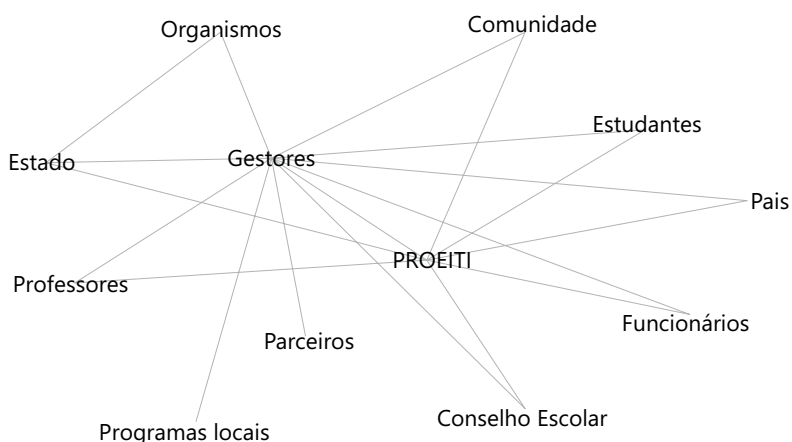 Organismos
Comunidade
Estudantes
Estado
Gestores
Pais
PROEITI
Professores
Funcionários
Parceiros
Conselho Escolar
Programas locais